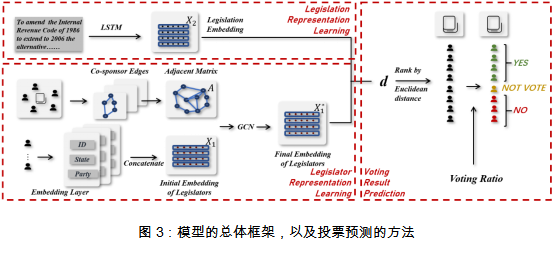 To amend the Internal
Revenue Code of 1986
to extend to 2006 the
alternative……
LSTM
X2
Legislation
Embedding
Legislation
Representation
Learning
Co-sponsor Edges
Adjacent Matrix
A
ID
State
Party
Embedding Layer
Concatenate
X1
Initial Embedding
of Legislators
GCN
X1'
Final Embedding
of Legislators
Legislator
Representation
Learning
d
Rank by
Euclidean
distance
YES
NOT VOTE
NO
Voting Ratio
Voting
Result
Prediction
图 3：模型的总体框架，以及投票预测的方法